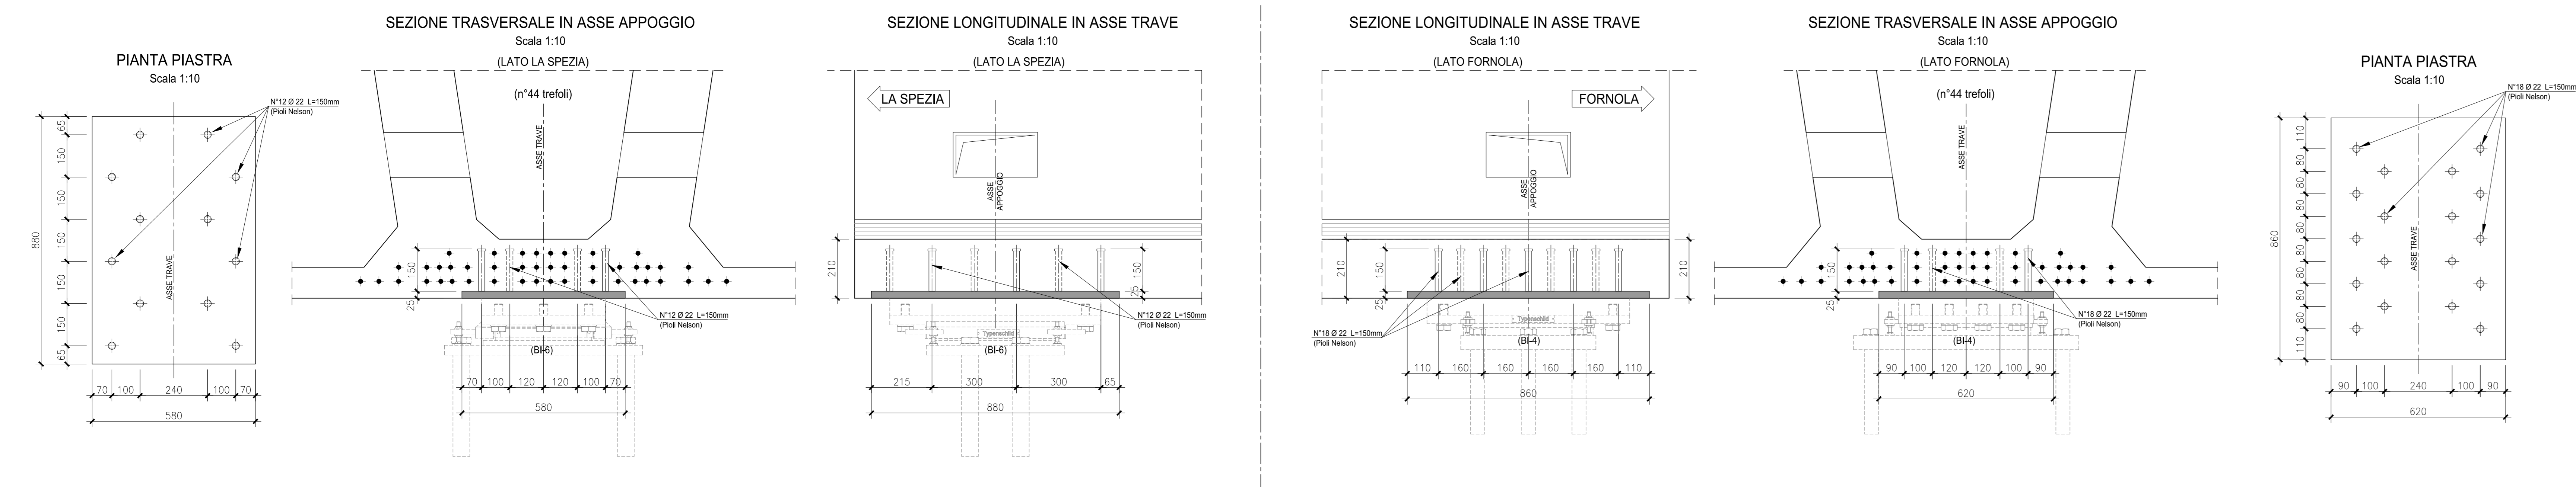 PIANTA PIASTRA
Scala 1:10
N°12 Ø 22 L=150mm
(Pioli Nelson)
65
150
150
150
150
150
65
880
ASSE TRAVE
70
100
240
100
70
580
SEZIONE TRASVERSALE IN ASSE APPOGGIO
Scala 1:10
(LATO LA SPEZIA)
(n°44 trefoli)
ASSE TRAVE
150
25
N°12 Ø 22 L=150mm
(Pioli Nelson)
(BI-6)
70
100
120
120
100
70
580
SEZIONE LONGITUDINALE IN ASSE TRAVE
Scala 1:10
(LATO LA SPEZIA)
LA SPEZIA
ASSE
APPOGGIO
210
150
25
N°12 Ø 22 L=150mm
(Pioli Nelson)
Typenschild
(BI-6)
215
300
300
65
880
SEZIONE LONGITUDINALE IN ASSE TRAVE
Scala 1:10
(LATO FORNOLA)
FORNOLA
ASSE
APPOGGIO
210
150
210
25
N°18 Ø 22 L=150mm
(Pioli Nelson)
Typenschild
(BI-4)
110
160
160
160
160
110
860
SEZIONE TRASVERSALE IN ASSE APPOGGIO
Scala 1:10
(LATO FORNOLA)
(n°44 trefoli)
ASSE TRAVE
150
25
N°18 Ø 22 L=150mm
(Pioli Nelson)
(BI-4)
90
100
120
120
100
90
620
PIANTA PIASTRA
Scala 1:10
N°18 Ø 22 L=150mm
(Pioli Nelson)
110
80
80
80
80
80
80
80
80
110
860
ASSE TRAVE
90
100
240
100
90
620